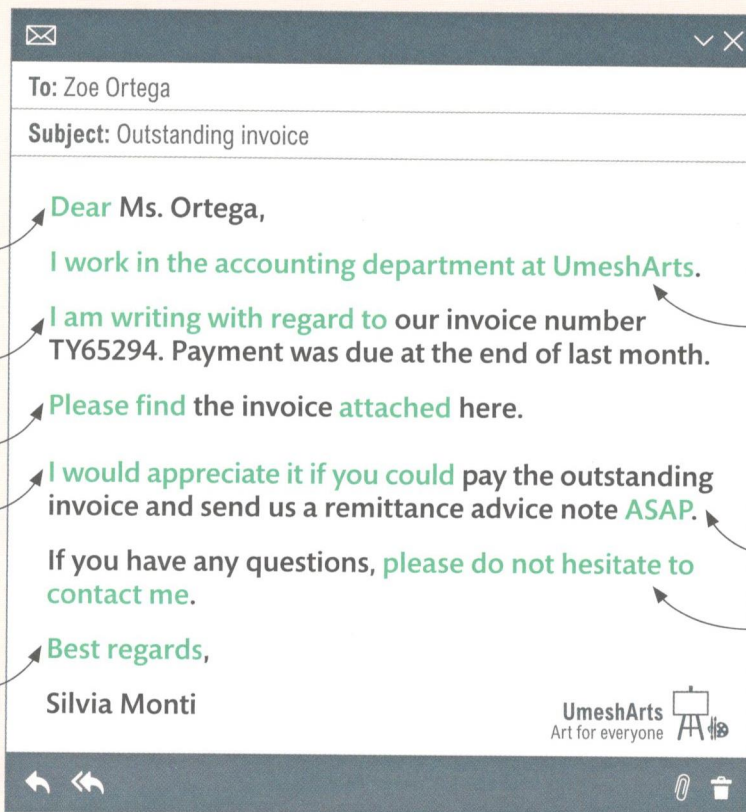 To: Zoe Ortega
Subject: Outstanding invoice
Dear Ms. Ortega,
I work in the accounting department at UmeshArts.
I am writing with regard to our invoice number
TY65294. Payment was due at the end of last month.
Please find the invoice attached here.
I would appreciate it if you could pay the outstanding
invoice and send us a remittance advice note ASAP.
If you have any questions, please do not hesitate to
contact me.
Best regards,
Silvia Monti
UmeshArts
Art for everyone